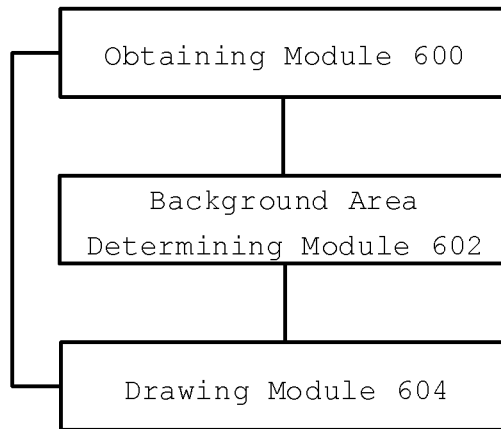 Obtaining Module 600
Background Area
Determining Module 602
Drawing Module 604